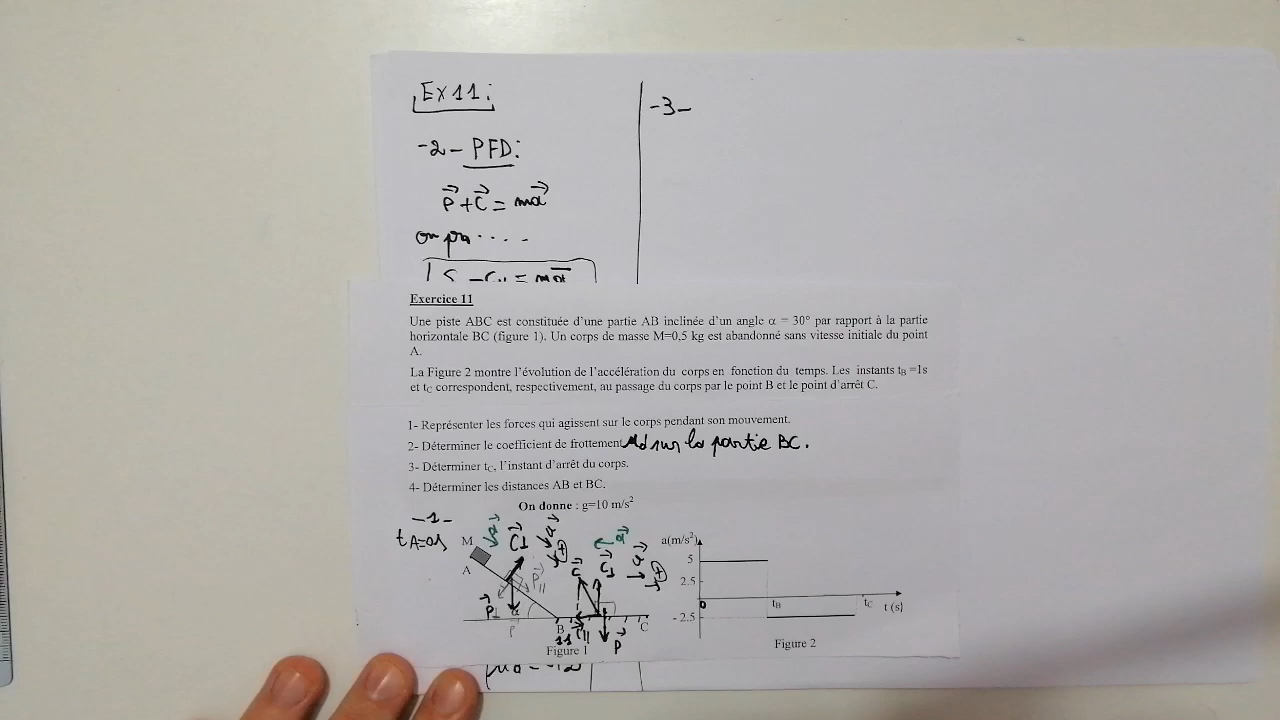 Ex 11:
-2- PFD:
P⃗ + C⃗ = ma⃗
-3-
Exercice 11
Une piste ABC est constituée d'une partie AB inclinée d'un angle α = 30° par rapport à la partie
horizontale BC (figure 1). Un corps de masse M=0,5 kg est abandonné sans vitesse initiale du point
A.
La Figure 2 montre l'évolution de l'accélération du corps en fonction du temps. Les instants tB =1s
et tC correspondent, respectivement, au passage du corps par le point B et le point d'arrêt C.
1- Représenter les forces qui agissent sur le corps pendant son mouvement.
2- Déterminer le coefficient de frottement μd sur la partie BC.
3- Déterminer tC, l'instant d'arrêt du corps.
4- Déterminer les distances AB et BC.
On donne : g=10 m/s²
-1-
tA=0s
M
A
C⃗⊥
P⃗//
P⃗⊥
α
B
C
P⃗
Figure 1
a(m/s²)
5
2.5
0
-2.5
tB
tC
t (s)
Figure 2